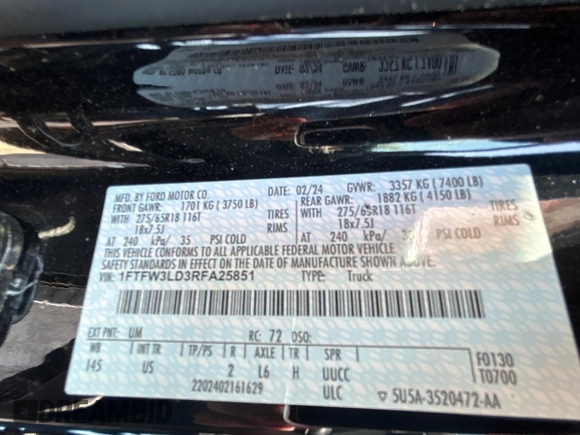 MFD. BY FORD MOTOR CO. DATE: 02/24 GVWR: 3357 KG ( 7400 LB)
FRONT GAWR: 1701 KG ( 3750 LB) REAR GAWR: 1882 KG ( 4150 LB)
WITH 275/65R18 116T TIRES WITH 275/65R18 116T TIRES
18x7.5J RIMS 18x7.5J RIMS
AT 240 kPa/ 35 PSI COLD AT 240 kPa/ PSI COLD
THIS VEHICLE CONFORMS TO ALL APPLICABLE FEDERAL MOTOR VEHICLE
SAFETY STANDARDS IN EFFECT ON THE DATE OF MANUFACTURE SHOWN ABOVE.
VIN: 1FTFW3LD3RFA25851 TYPE: Truck
EXT PNT: UM RC: 72 DSO:
WB INT TR TP/PS R AXLE TR SPR F0130
145 US 2 L6 H UUCC T0700
2202402161629 ULC 5U5A-3520472-AA
DREAMBID